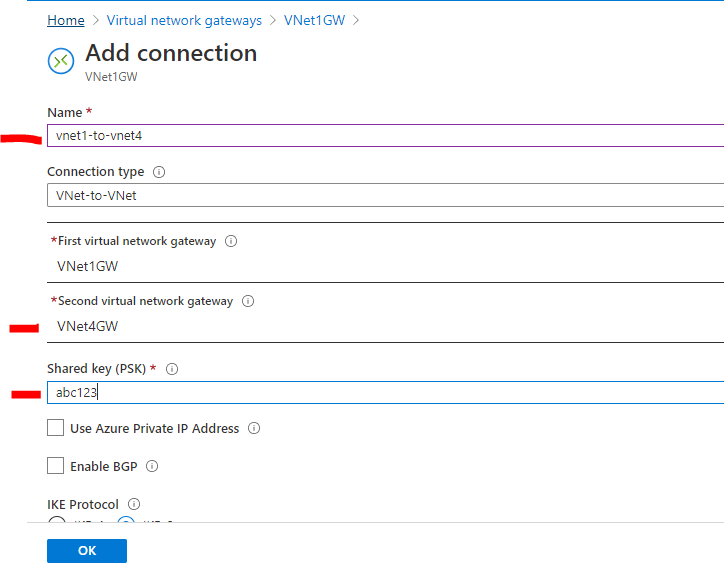 Home > Virtual network gateways > VNet1GW >
Add connection
VNet1GW
Name *
vnet1-to-vnet4
Connection type
VNet-to-VNet
*First virtual network gateway
VNet1GW
*Second virtual network gateway
VNet4GW
Shared key (PSK) *
abc123
Use Azure Private IP Address
Enable BGP
IKE Protocol
OK